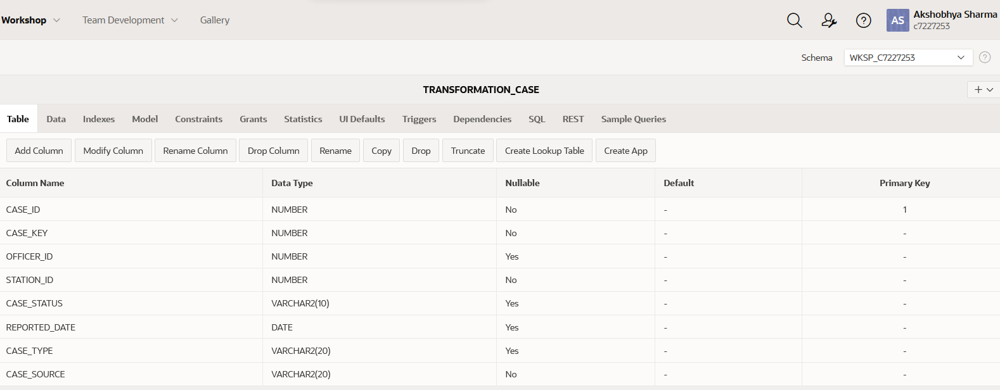 Workshop Team Development Gallery
AS Akshobhya Sharma
c7227253
Schema WKSP_C7227253
TRANSFORMATION_CASE
Table Data Indexes Model Constraints Grants Statistics UI Defaults Triggers Dependencies SQL REST Sample Queries
Add Column Modify Column Rename Column Drop Column Rename Copy Drop Truncate Create Lookup Table Create App
Column Name Data Type Nullable Default Primary Key
CASE_ID NUMBER No - 1
CASE_KEY NUMBER No - -
OFFICER_ID NUMBER Yes - -
STATION_ID NUMBER No - -
CASE_STATUS VARCHAR2(10) Yes - -
REPORTED_DATE DATE Yes - -
CASE_TYPE VARCHAR2(20) Yes - -
CASE_SOURCE VARCHAR2(20) No - -